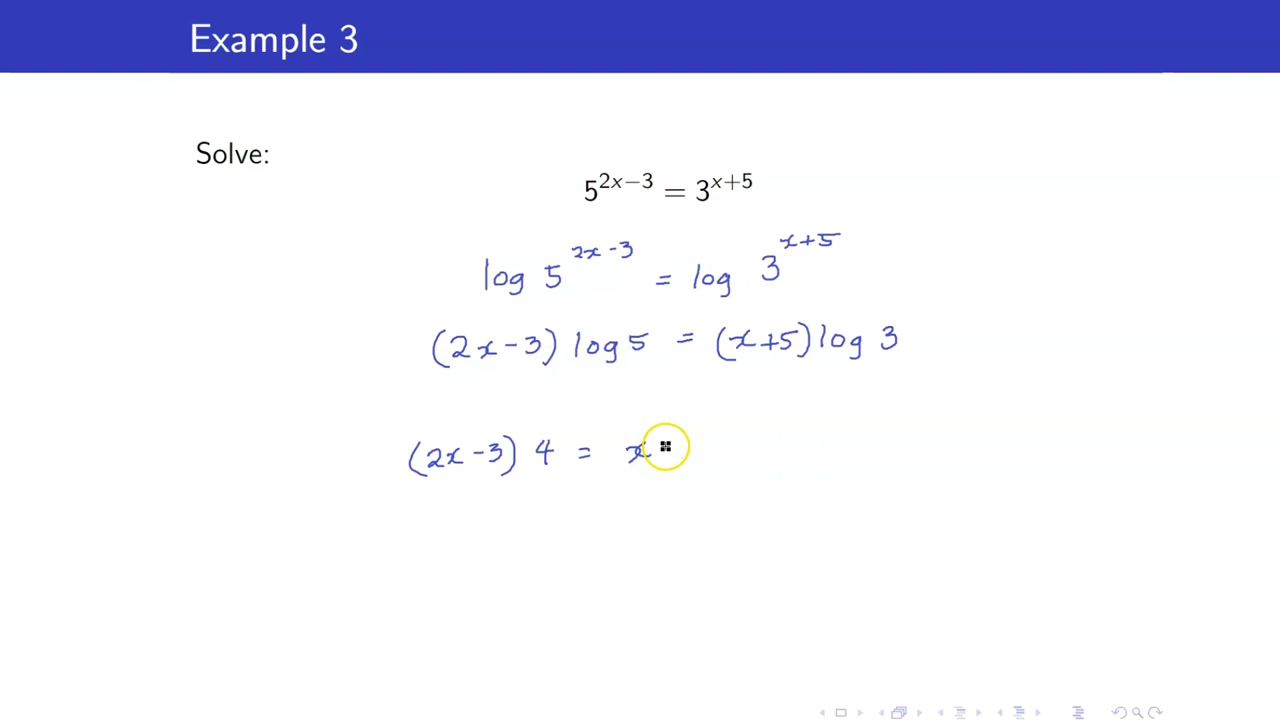 Example 3
Solve:
5^{2x−3} = 3^{x+5}
log 5^{2x-3} = log 3^{x+5}
(2x-3) log 5 = (x+5) log 3
(2x-3) 4 = x